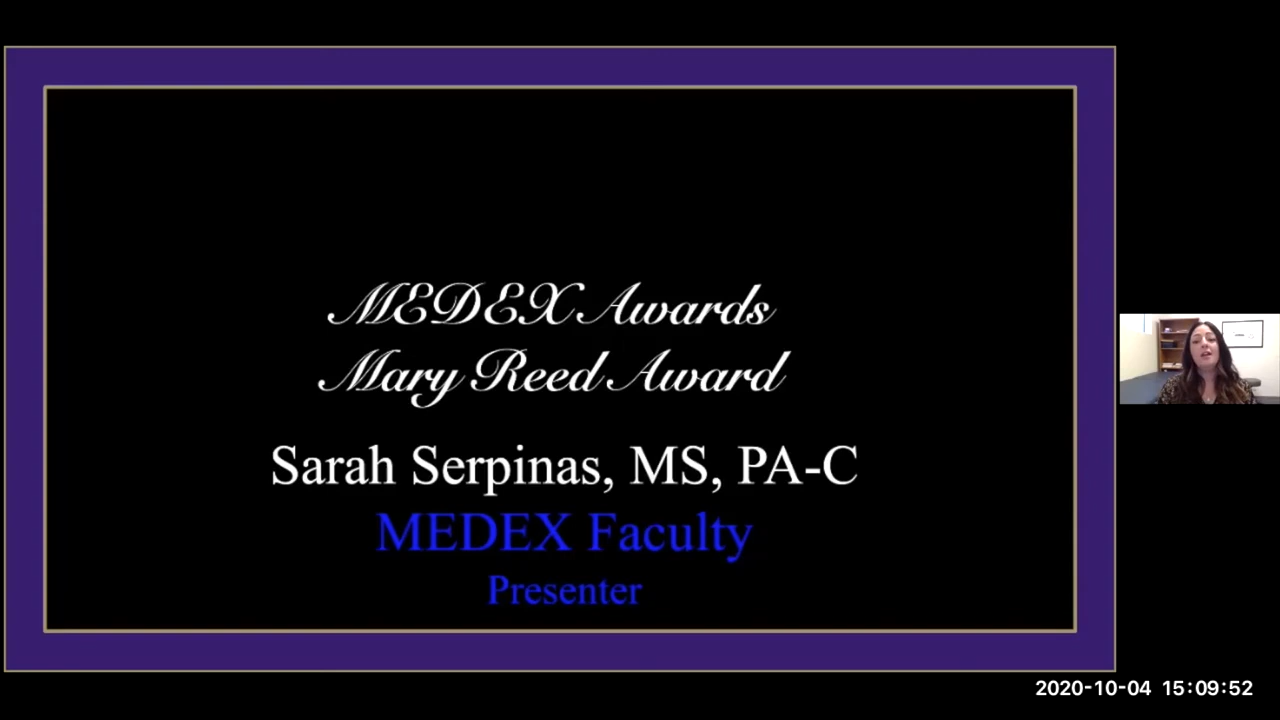 MEDEX Awards
Mary Reed Award
Sarah Serpinas, MS, PA-C
MEDEX Faculty
Presenter
2020-10-04 15:09:52